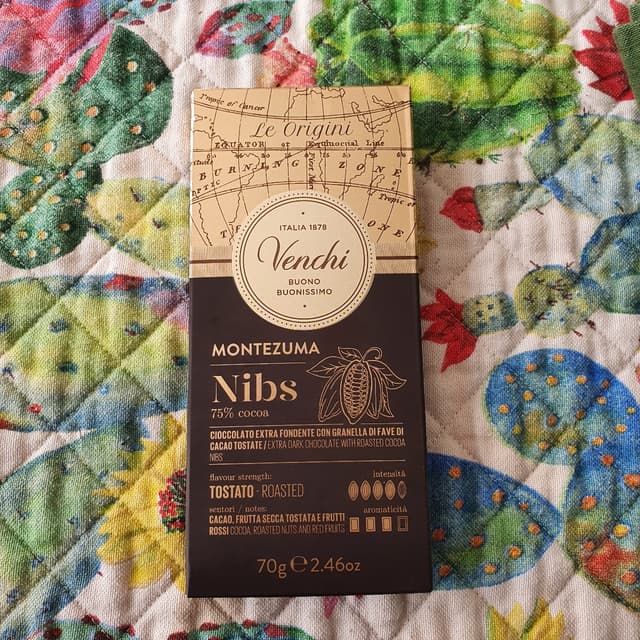 Tropic of Cancer
Le Origini
EQUATOR or Equinoctial Line
BURNING ZONE
Tropic of
ITALIA 1878
Venchi
BUONO
BUONISSIMO
MONTEZUMA
Nibs
75% cocoa
CIOCCOLATO EXTRA FONDENTE CON GRANELLA DI FAVE DI
CACAO TOSTATE / EXTRA DARK CHOCOLATE WITH ROASTED COCOA
NIBS
flavour strength:
intensità
TOSTATO - ROASTED
sentori / notes:
aromaticità
CACAO, FRUTTA SECCA TOSTATA E FRUTTI
ROSSI COCOA, ROASTED NUTS AND RED FRUITS
70g e 2.46oz